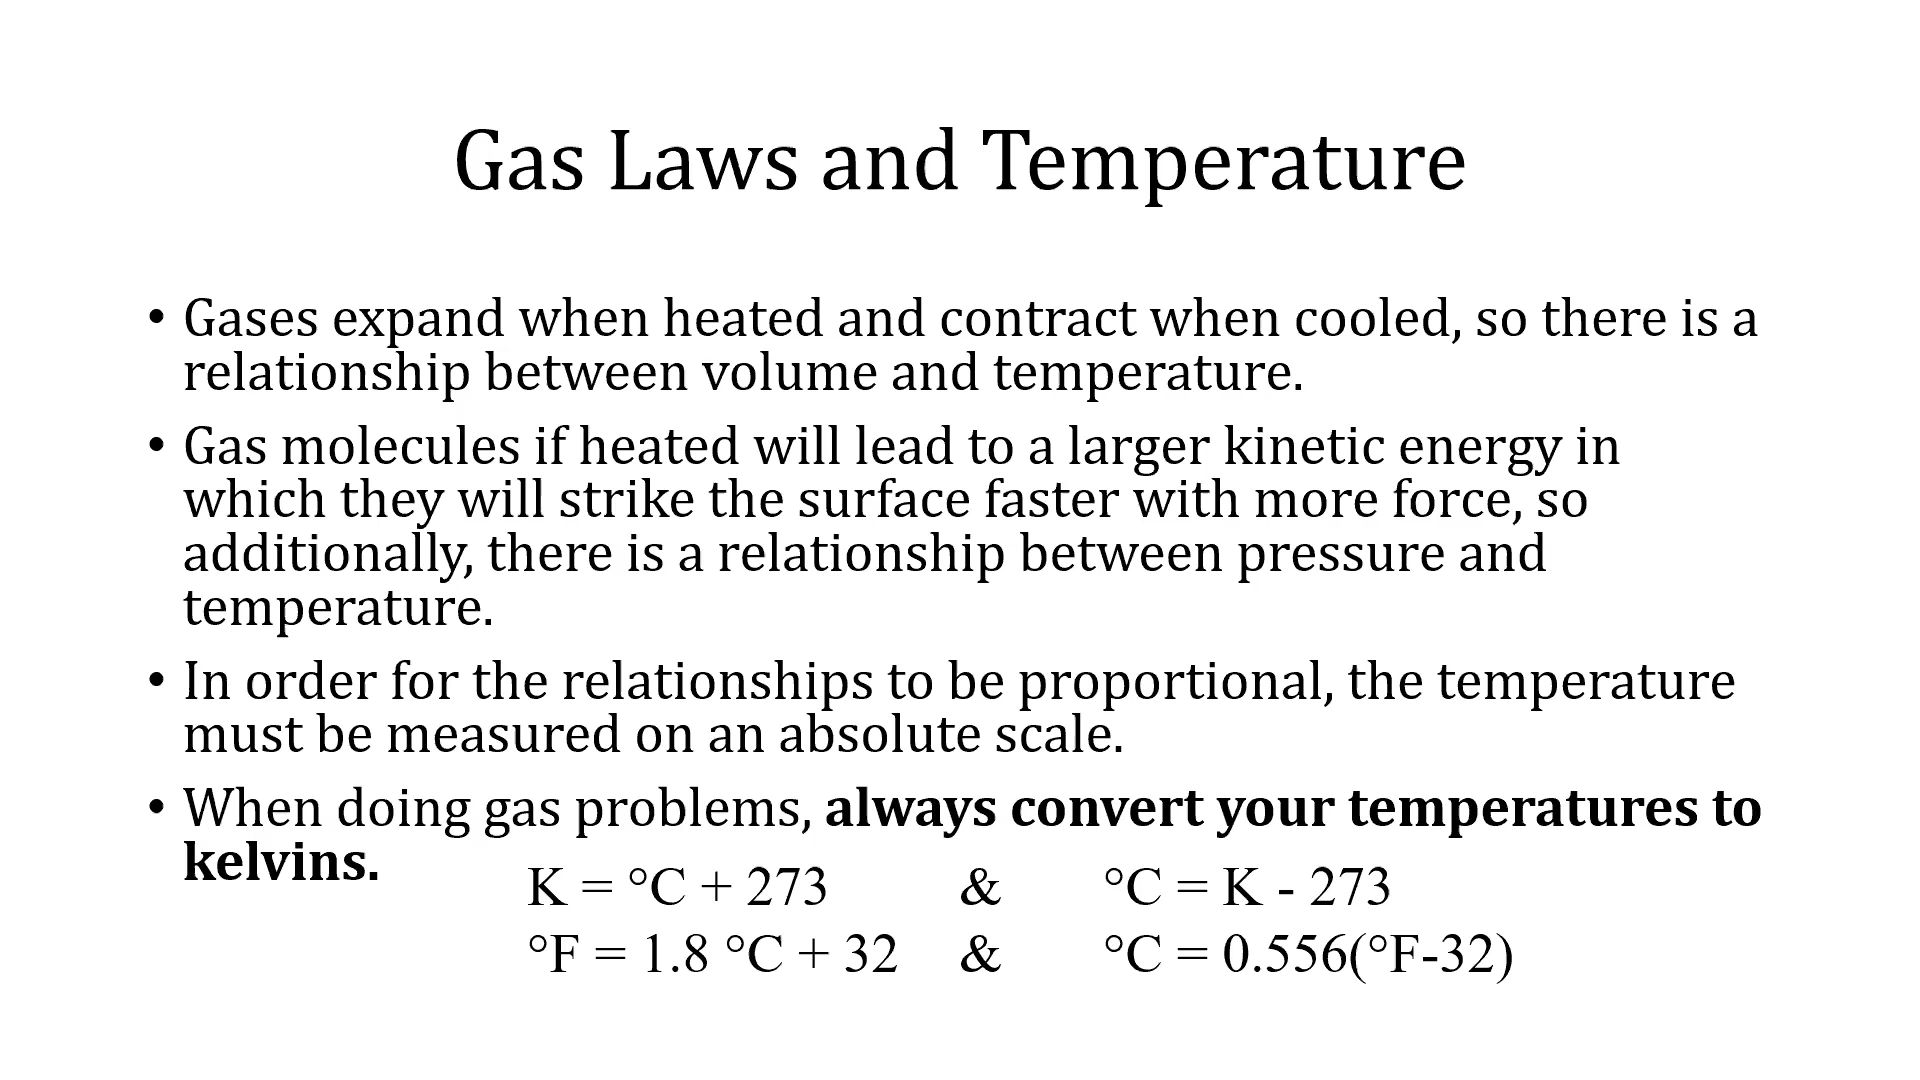 Gas Laws and Temperature
• Gases expand when heated and contract when cooled, so there is a
relationship between volume and temperature.
• Gas molecules if heated will lead to a larger kinetic energy in
which they will strike the surface faster with more force, so
additionally, there is a relationship between pressure and
temperature.
• In order for the relationships to be proportional, the temperature
must be measured on an absolute scale.
• When doing gas problems, always convert your temperatures to
kelvins.
K = °C + 273 & °C = K - 273
°F = 1.8 °C + 32 & °C = 0.556(°F-32)